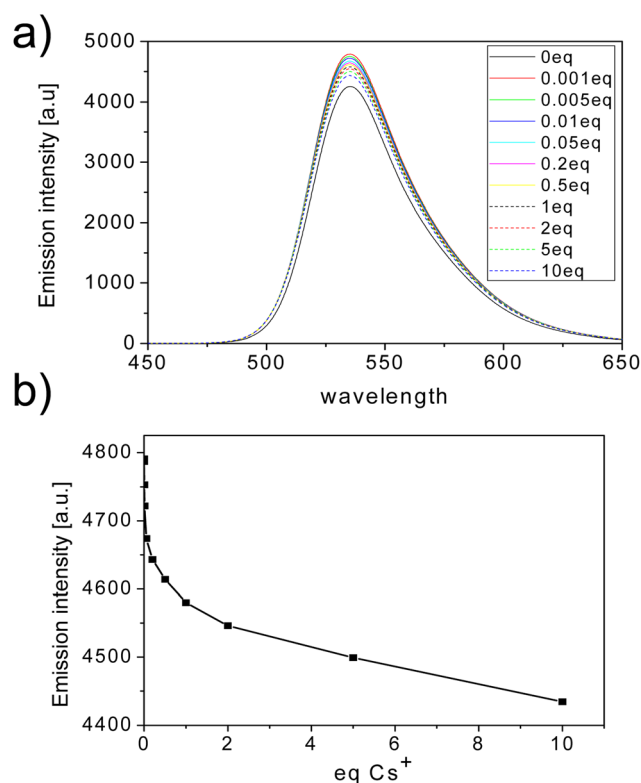 a)
5000
4000
3000
2000
1000
0
Emission intensity [a.u]
0eq
0.001eq
0.005eq
0.01eq
0.05eq
0.2eq
0.5eq
1eq
2eq
5eq
10eq
450 500 550 600 650
wavelength
b)
4800
4700
4600
4500
4400
Emission intensity [a.u.]
0 2 4 6 8 10
eq Cs⁺